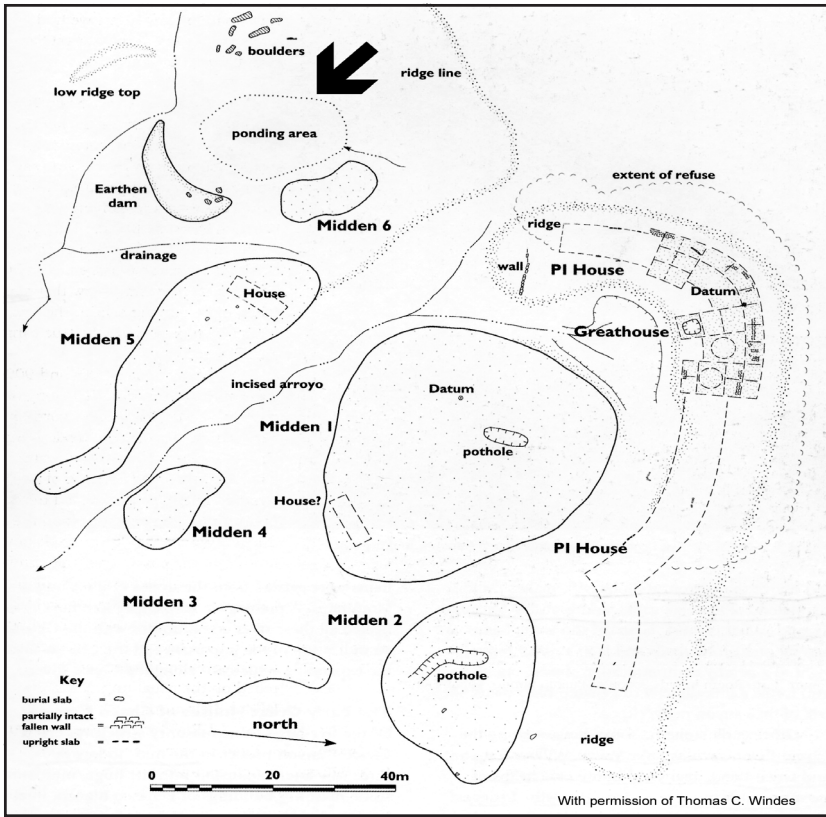 boulders
low ridge top
ridge line
ponding area
extent of refuse
Earthen
dam
Midden 6
ridge
drainage
wall
PI House
House
Datum
Midden 5
Greathouse
incised arroyo
Datum
Midden 1
pothole
House?
Midden 4
PI House
Midden 3
Midden 2
pothole
Key
burial slab =
partially intact
fallen wall =
upright slab =
north
ridge
0 20 40m
With permission of Thomas C. Windes